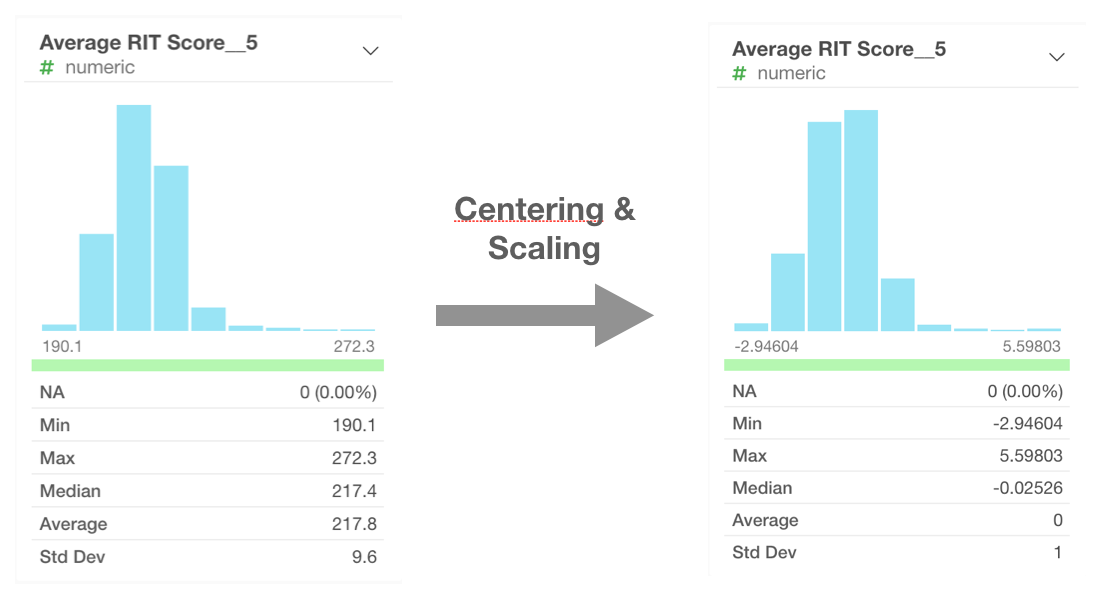 Average RIT Score__5
# numeric
190.1 272.3
NA 0 (0.00%)
Min 190.1
Max 272.3
Median 217.4
Average 217.8
Std Dev 9.6
Centering &
Scaling
Average RIT Score__5
# numeric
-2.94604 5.59803
NA 0 (0.00%)
Min -2.94604
Max 5.59803
Median -0.02526
Average 0
Std Dev 1